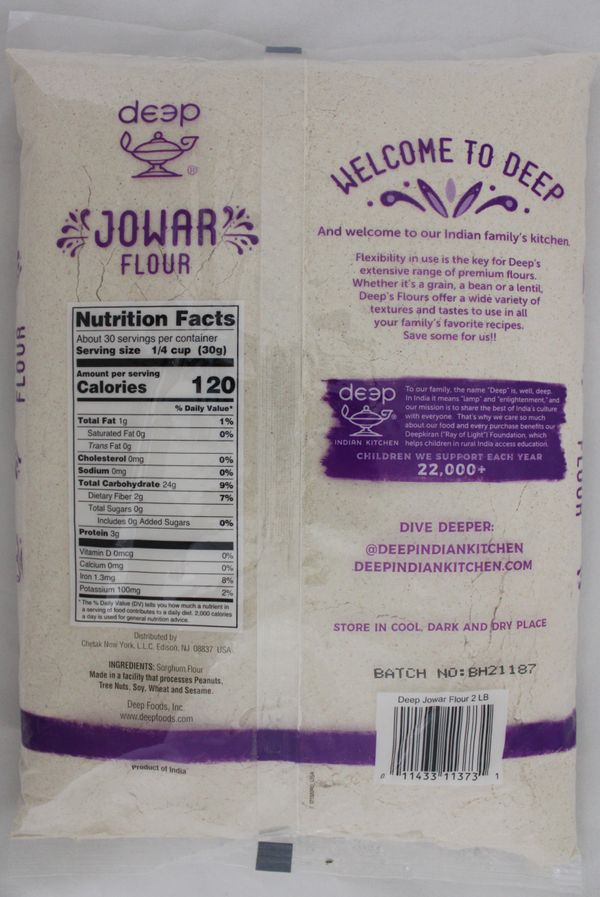 deep
®
JOWAR
FLOUR
Nutrition Facts
About 30 servings per container
Serving size 1/4 cup (30g)
Amount per serving
Calories 120
% Daily Value*
Total Fat 1g 1%
Saturated Fat 0g 0%
Trans Fat 0g
Cholesterol 0mg 0%
Sodium 0mg 0%
Total Carbohydrate 24g 9%
Dietary Fiber 2g 7%
Total Sugars 0g
Includes 0g Added Sugars 0%
Protein 3g
Vitamin D 0mcg 0%
Calcium 0mg 0%
Iron 1.3mg 8%
Potassium 100mg 2%
*The % Daily Value (DV) tells you how much a nutrient in
a serving of food contributes to a daily diet. 2,000 calories
a day is used for general nutrition advice.
Distributed by
Chetak New York, L.L.C. Edison, NJ 08837 USA
INGREDIENTS: Sorghum Flour
Made in a facility that processes Peanuts,
Tree Nuts, Soy, Wheat and Sesame.
Deep Foods, Inc.
www.deepfoods.com
Product of India
WELCOME TO DEEP
And welcome to our Indian family's kitchen.
Flexibility in use is the key for Deep's
extensive range of premium flours.
Whether it's a grain, a bean or a lentil,
Deep's Flours offer a wide variety of
textures and tastes to use in all
your family's favorite recipes.
Save some for us!!
deep
®
INDIAN KITCHEN
To our family, the name "Deep" is, well, deep.
In India it means "lamp" and "enlightenment," and
our mission is to share the best of India's culture
with everyone. That's why we care so much
about our food and every purchase benefits our
Deepkiran ("Ray of Light") Foundation, which
helps children in rural India access education.
CHILDREN WE SUPPORT EACH YEAR
22,000+
DIVE DEEPER:
@DEEPINDIANKITCHEN
DEEPINDIANKITCHEN.COM
STORE IN COOL, DARK AND DRY PLACE
BATCH NO:BH21187
Deep Jowar Flour 2 LB
0 11433 11373 1
FLOUR
FLOUR